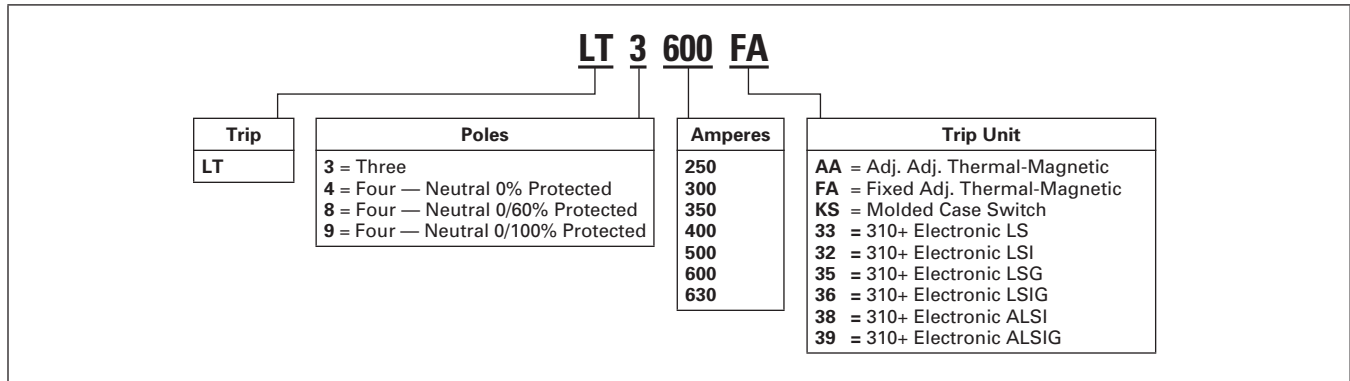 LT 3 600 FA
Trip
LT
Poles
3 = Three
4 = Four — Neutral 0% Protected
8 = Four — Neutral 0/60% Protected
9 = Four — Neutral 0/100% Protected
Amperes
250
300
350
400
500
600
630
Trip Unit
AA = Adj. Adj. Thermal-Magnetic
FA = Fixed Adj. Thermal-Magnetic
KS = Molded Case Switch
33 = 310+ Electronic LS
32 = 310+ Electronic LSI
35 = 310+ Electronic LSG
36 = 310+ Electronic LSIG
38 = 310+ Electronic ALSI
39 = 310+ Electronic ALSIG